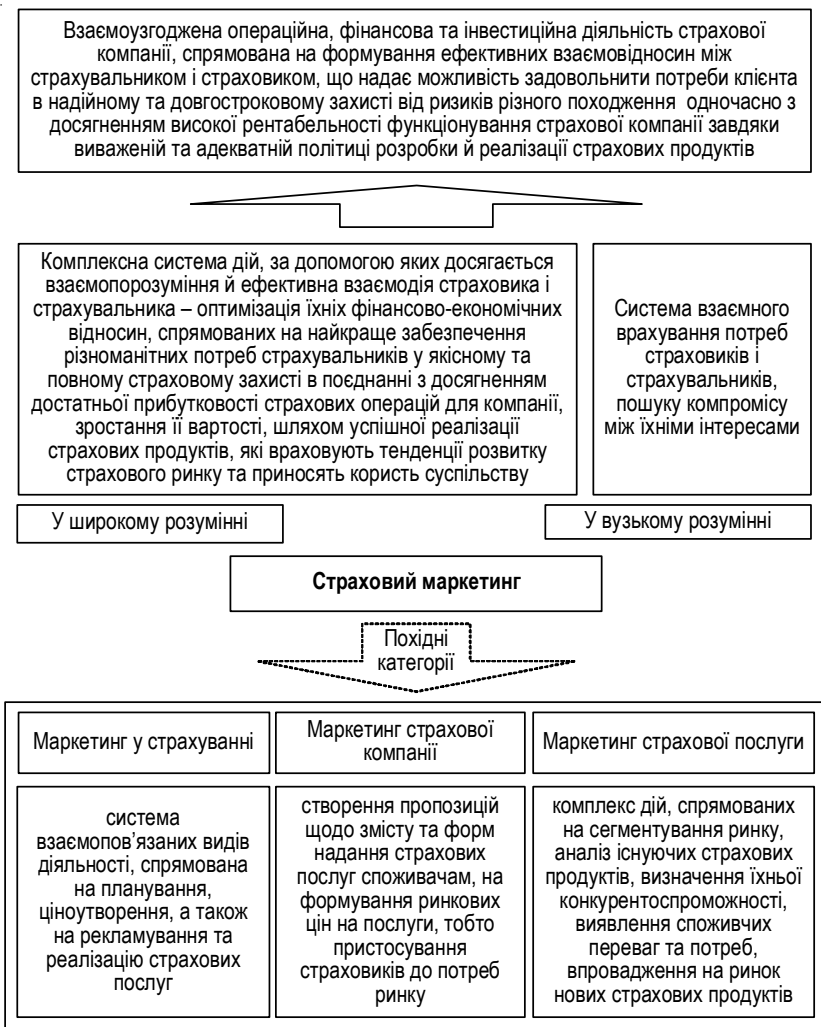 Взаємоузгоджена операційна, фінансова та інвестиційна діяльність страхової
компанії, спрямована на формування ефективних взаємовідносин між
страхувальником і страховиком, що надає можливість задовольнити потреби клієнта
в надійному та довгостроковому захисті від ризиків різного походження одночасно з
досягненням високої рентабельності функціонування страхової компанії завдяки
виваженій та адекватній політиці розробки й реалізації страхових продуктів
Комплексна система дій, за допомогою яких досягається
взаємопорозуміння й ефективна взаємодія страховика і
страхувальника – оптимізація їхніх фінансово-економічних
відносин, спрямованих на найкраще забезпечення
різноманітних потреб страхувальників у якісному та
повному страховому захисті в поєднанні з досягненням
достатньої прибутковості страхових операцій для компанії,
зростання її вартості, шляхом успішної реалізації
страхових продуктів, які враховують тенденції розвитку
страхового ринку та приносять користь суспільству
Система взаємного
врахування потреб
страховиків і
страхувальників,
пошуку компромісу
між їхніми інтересами
У широкому розумінні
У вузькому розумінні
Страховий маркетинг
Похідні
категорії
Маркетинг у страхуванні
Маркетинг страхової
компанії
Маркетинг страхової послуги
система
взаємопов’язаних видів
діяльності, спрямована
на планування,
ціноутворення, а також
на рекламування та
реалізацію страхових
послуг
створення пропозицій
щодо змісту та форм
надання страхових
послуг споживачам, на
формування ринкових
цін на послуги, тобто
пристосування
страховиків до потреб
ринку
комплекс дій, спрямованих
на сегментування ринку,
аналіз існуючих страхових
продуктів, визначення їхньої
конкурентоспроможності,
виявлення споживчих
переваг та потреб,
впровадження на ринок
нових страхових продуктів